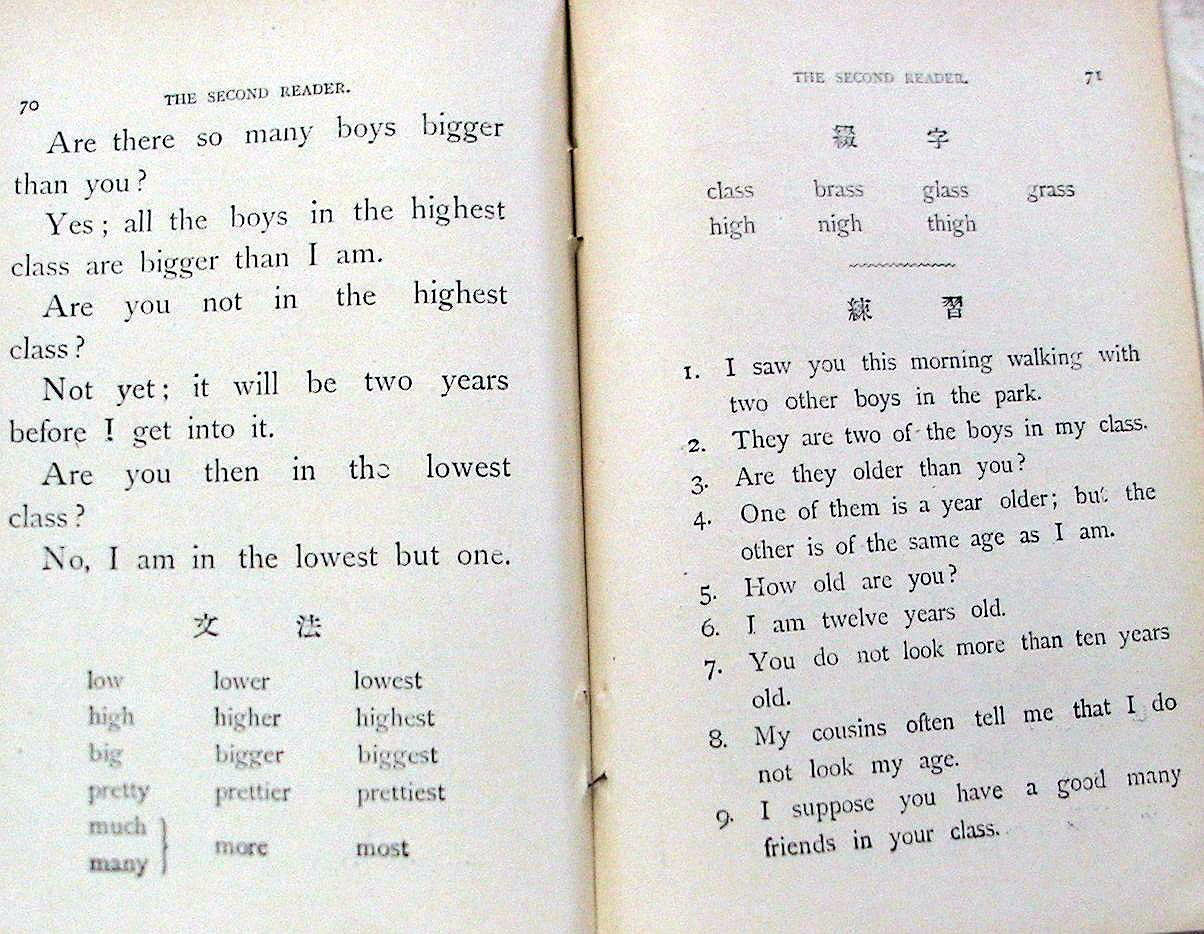 70 THE SECOND READER.
Are there so many boys bigger
than you?
Yes; all the boys in the highest
class are bigger than I am.
Are you not in the highest
class?
Not yet; it will be two years
before I get into it.
Are you then in the lowest
class?
No, I am in the lowest but one.
文 法
low lower lowest
high higher highest
big bigger biggest
pretty prettier prettiest
much
many } more most
THE SECOND READER. 71
綴 字
class brass glass grass
high nigh thigh
練 習
1. I saw you this morning walking with
two other boys in the park.
2. They are two of the boys in my class.
3. Are they older than you?
4. One of them is a year older; but the
other is of the same age as I am.
5. How old are you?
6. I am twelve years old.
7. You do not look more than ten years
old.
8. My cousins often tell me that I do
not look my age.
9. I suppose you have a good many
friends in your class.